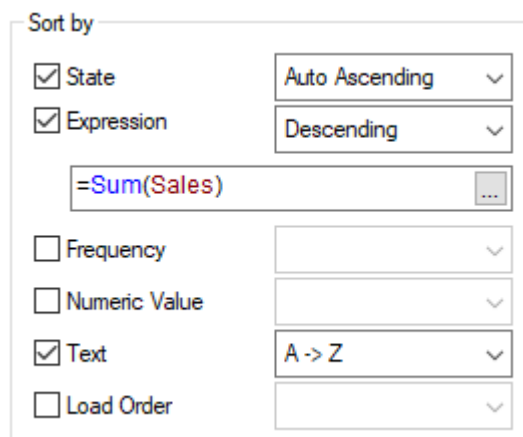 Sort by
State Auto Ascending
Expression Descending
=Sum(Sales) ...
Frequency
Numeric Value
Text A -> Z
Load Order